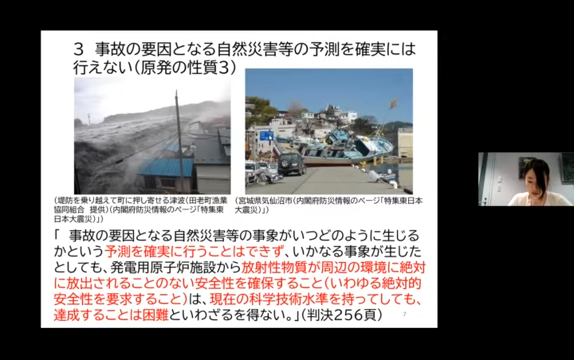 ３ 事故の要因となる自然災害等の予測を確実には
行えない（原発の性質３）
（堤防を乗り越えて町に押し寄せる津波（田老町漁業
協同組合 提供）（内閣府防災情報のページ「特集東
日本大震災）」）
（宮城県気仙沼市（内閣府防災情報のページ「特集東日本
大震災）」）
「 事故の要因となる自然災害等の事象がいつどのように生じる
かという予測を確実に行うことはできず、いかなる事象が生じた
としても、発電用原子炉施設から放射性物質が周辺の環境に絶対
に放出されることのない安全性を確保すること（いわゆる絶対的
安全性を要求すること）は、現在の科学技術水準を持ってしても、
達成することは困難といわざるを得ない。」（判決256頁）
7